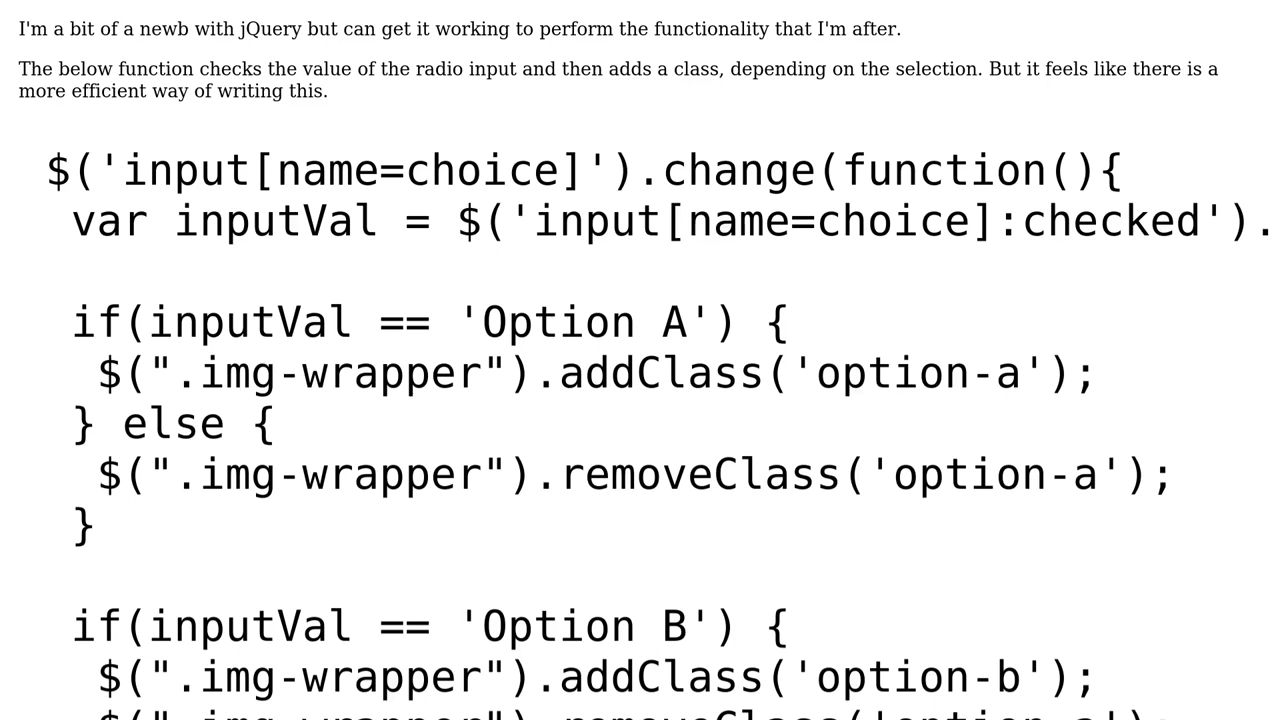 I'm a bit of a newb with jQuery but can get it working to perform the functionality that I'm after.
The below function checks the value of the radio input and then adds a class, depending on the selection. But it feels like there is a
more efficient way of writing this.
$('input[name=choice]').change(function(){
var inputVal = $('input[name=choice]:checked').
if(inputVal == 'Option A') {
$(".img-wrapper").addClass('option-a');
} else {
$(".img-wrapper").removeClass('option-a');
}
if(inputVal == 'Option B') {
$(".img-wrapper").addClass('option-b');